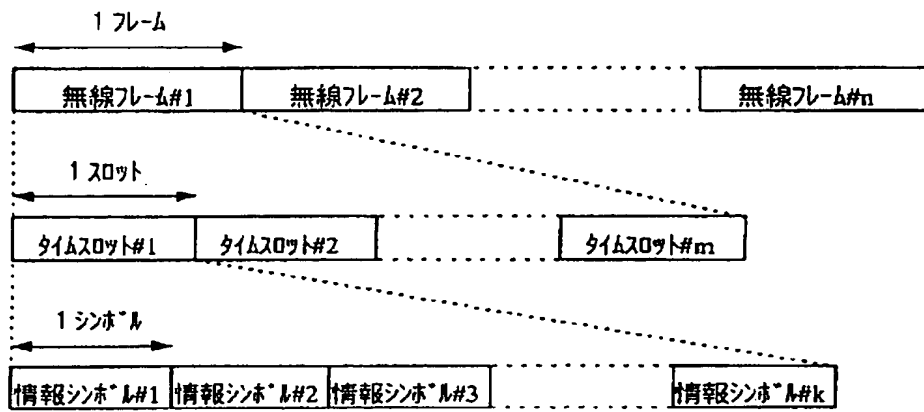 1 フレーム
無線フレーム#1 無線フレーム#2 無線フレーム#n
1 スロット
タイムスロット#1 タイムスロット#2 タイムスロット#m
1 シンボル
情報シンボル#1 情報シンボル#2 情報シンボル#3 情報シンボル#k